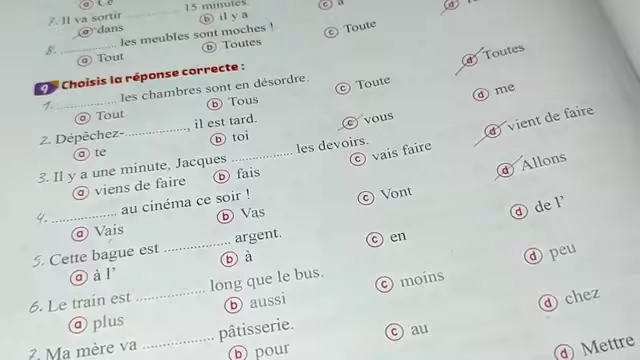 ⓐ Ce
7. Il va sortir ............ 15 minutes
ⓐ dans ⓑ il y a ⓒ à ⓓ
8. ............ les meubles sont moches !
ⓐ Tout ⓑ Toutes ⓒ Toute ⓓ
9 Choisis la réponse correcte :
1. ............ les chambres sont en désordre.
ⓐ Tout ⓑ Tous ⓒ Toute ⓓ Toutes
2. Dépêchez-............, il est tard.
ⓐ te ⓑ toi ⓒ vous ⓓ me
3. Il y a une minute, Jacques ............ les devoirs.
ⓐ viens de faire ⓑ fais ⓒ vais faire ⓓ vient de faire
4. ............ au cinéma ce soir !
ⓐ Vais ⓑ Vas ⓒ Vont ⓓ Allons
5. Cette bague est ............ argent.
ⓐ à l’ ⓑ à ⓒ en ⓓ de l’
6. Le train est ............ long que le bus.
ⓐ plus ⓑ aussi ⓒ moins ⓓ peu
7. Ma mère va ............ pâtisserie.
ⓑ pour ⓒ au ⓓ chez
ⓓ Mettre